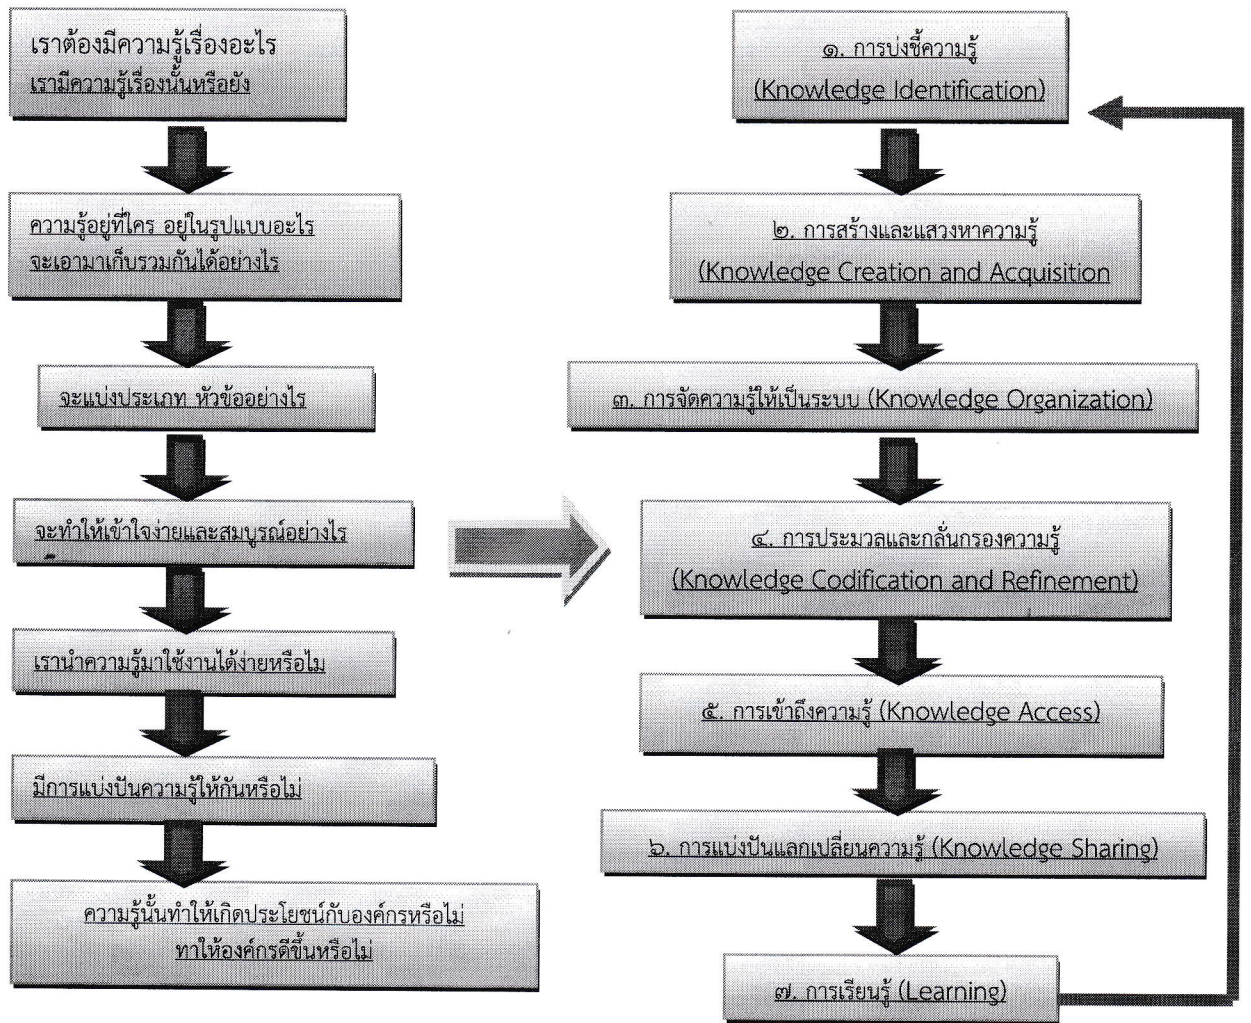 เราต้องมีความรู้เรื่องอะไร
เรามีความรู้เรื่องนั้นหรือยัง
ความรู้อยู่ที่ใคร อยู่ในรูปแบบอะไร
จะเอามาเก็บรวมกันได้อย่างไร
จะแบ่งประเภท หัวข้ออย่างไร
จะทำให้เข้าใจง่ายและสมบูรณ์อย่างไร
เรานำความรู้มาใช้งานได้ง่ายหรือไม
มีการแบ่งปันความรู้ให้กันหรือไม่
ความรู้นั้นทำให้เกิดประโยชน์กับองค์กรหรือไม่
ทาให้องค์กรดีขึ้นหรือไม่
๑. การบ่งชี้ความรู้
(Knowledge Identification)
๒. การสร้างและแสวงหาความรู้
(Knowledge Creation and Acquisition
๓. การจัดความรู้ให้เป็นระบบ (Knowledge Organization)
๔. การประมวลและกลั่นกรองความรู้
(Knowledge Codification and Refinement)
๕. การเข้าถึงความรู้ (Knowledge Access)
๖. การแบ่งปันแลกเปลี่ยนความรู้ (Knowledge Sharing)
๗. การเรียนรู้ (Learning)